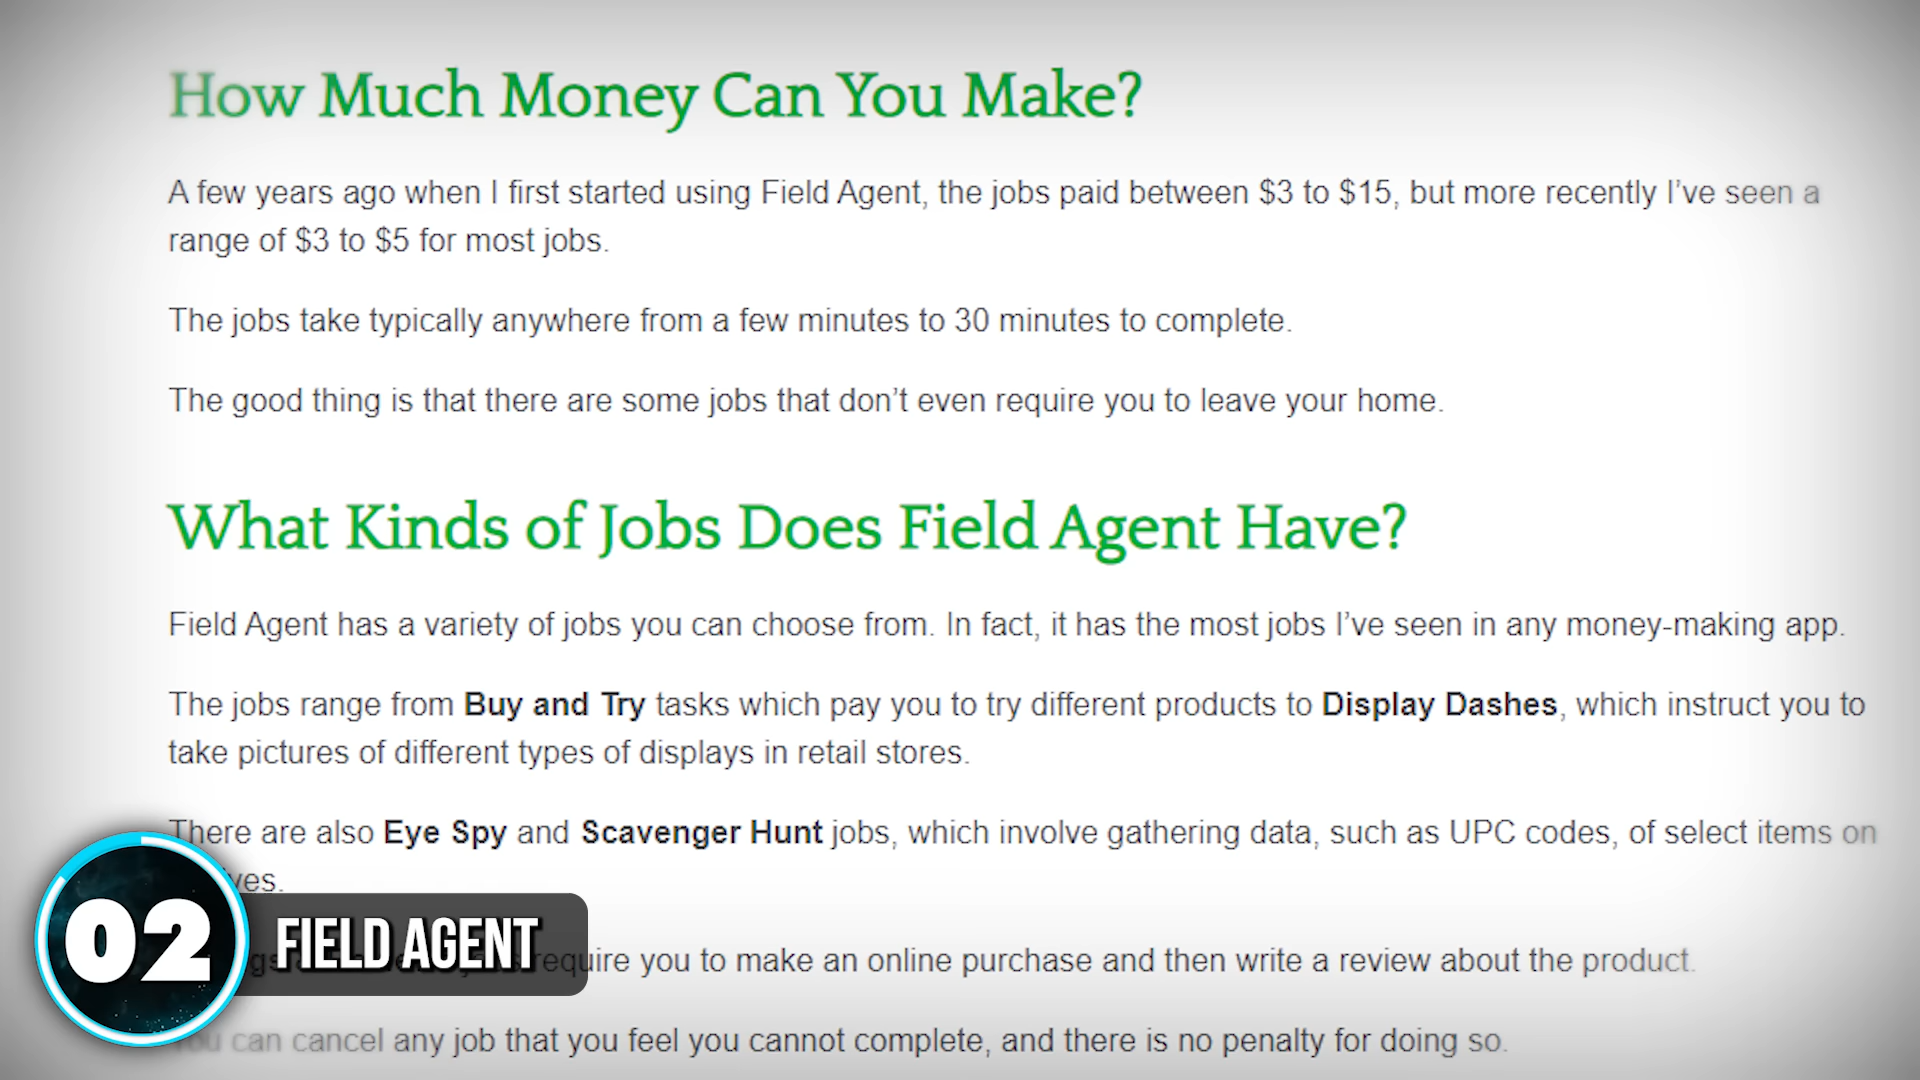 How Much Money Can You Make?
A few years ago when I first started using Field Agent, the jobs paid between $3 to $15, but more recently I've seen a
range of $3 to $5 for most jobs.
The jobs take typically anywhere from a few minutes to 30 minutes to complete.
The good thing is that there are some jobs that don't even require you to leave your home.
What Kinds of Jobs Does Field Agent Have?
Field Agent has a variety of jobs you can choose from. In fact, it has the most jobs I've seen in any money-making app.
The jobs range from Buy and Try tasks which pay you to try different products to Display Dashes, which instruct you to
take pictures of different types of displays in retail stores.
There are also Eye Spy and Scavenger Hunt jobs, which involve gathering data, such as UPC codes, of select items on
require you to make an online purchase and then write a review about the product.
You can cancel any job that you feel you cannot complete, and there is no penalty for doing so.
02 FIELD AGENT